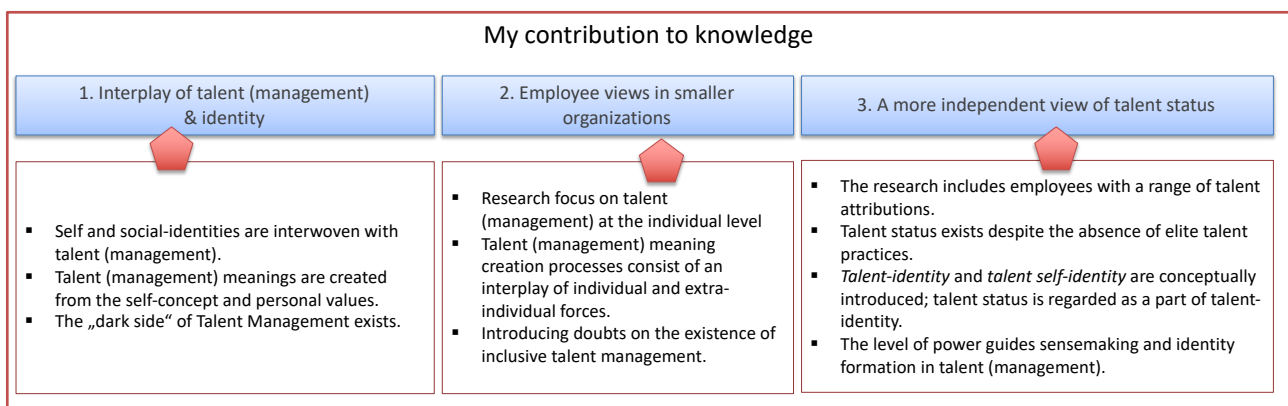 My contribution to knowledge
1. Interplay of talent (management)
& identity
▪ Self and social-identities are interwoven with
talent (management).
▪ Talent (management) meanings are created
from the self-concept and personal values.
▪ The „dark side“ of Talent Management exists.
2. Employee views in smaller
organizations
▪ Research focus on talent
(management) at the individual level
▪ Talent (management) meaning
creation processes consist of an
interplay of individual and extra-
individual forces.
▪ Introducing doubts on the existence of
inclusive talent management.
3. A more independent view of talent status
▪ The research includes employees with a range of talent
attributions.
▪ Talent status exists despite the absence of elite talent
practices.
▪ Talent-identity and talent self-identity are conceptually
introduced; talent status is regarded as a part of talent-
identity.
▪ The level of power guides sensemaking and identity
formation in talent (management).